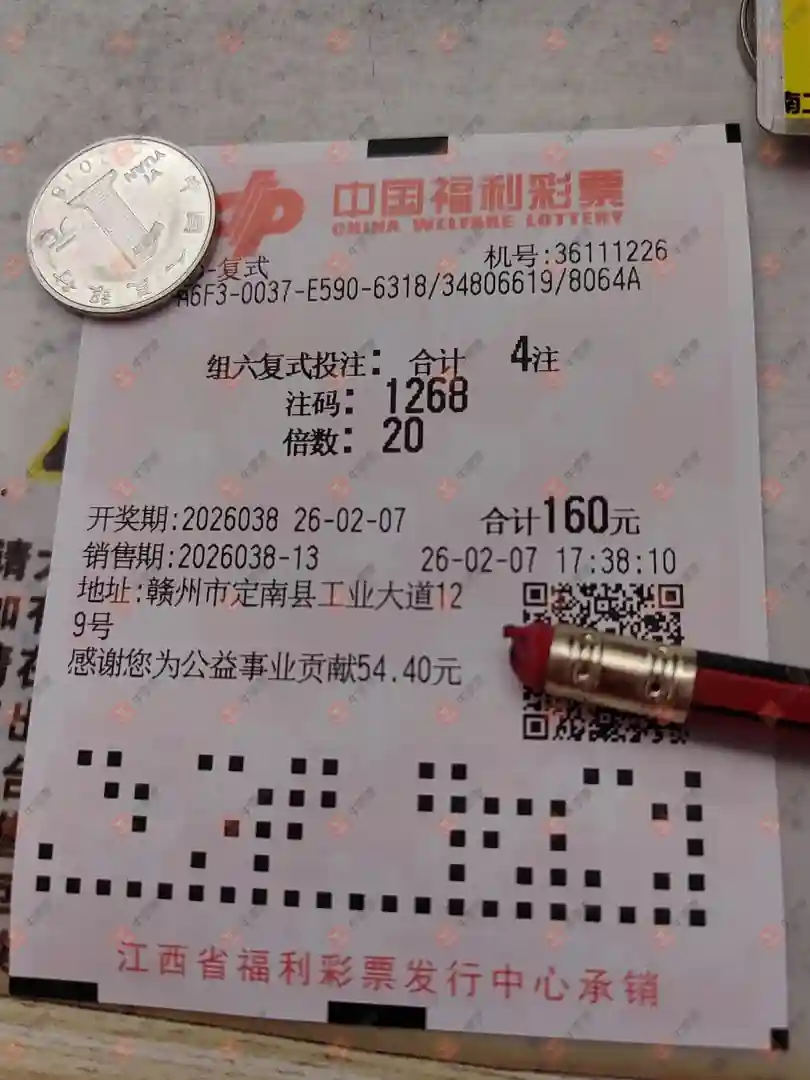 中国福利彩票
CHINA WELFARE LOTTERY
-复式 机号:36111226
A6F3-0037-E590-6318/34806619/8064A
组六复式投注: 合计 4注
注码: 1268
倍数: 20
开奖期:2026038 26-02-07 合计160元
销售期:2026038-13 26-02-07 17:38:10
地址:赣州市定南县工业大道12
9号
感谢您为公益事业贡献54.40元
江西省福利彩票发行中心承销